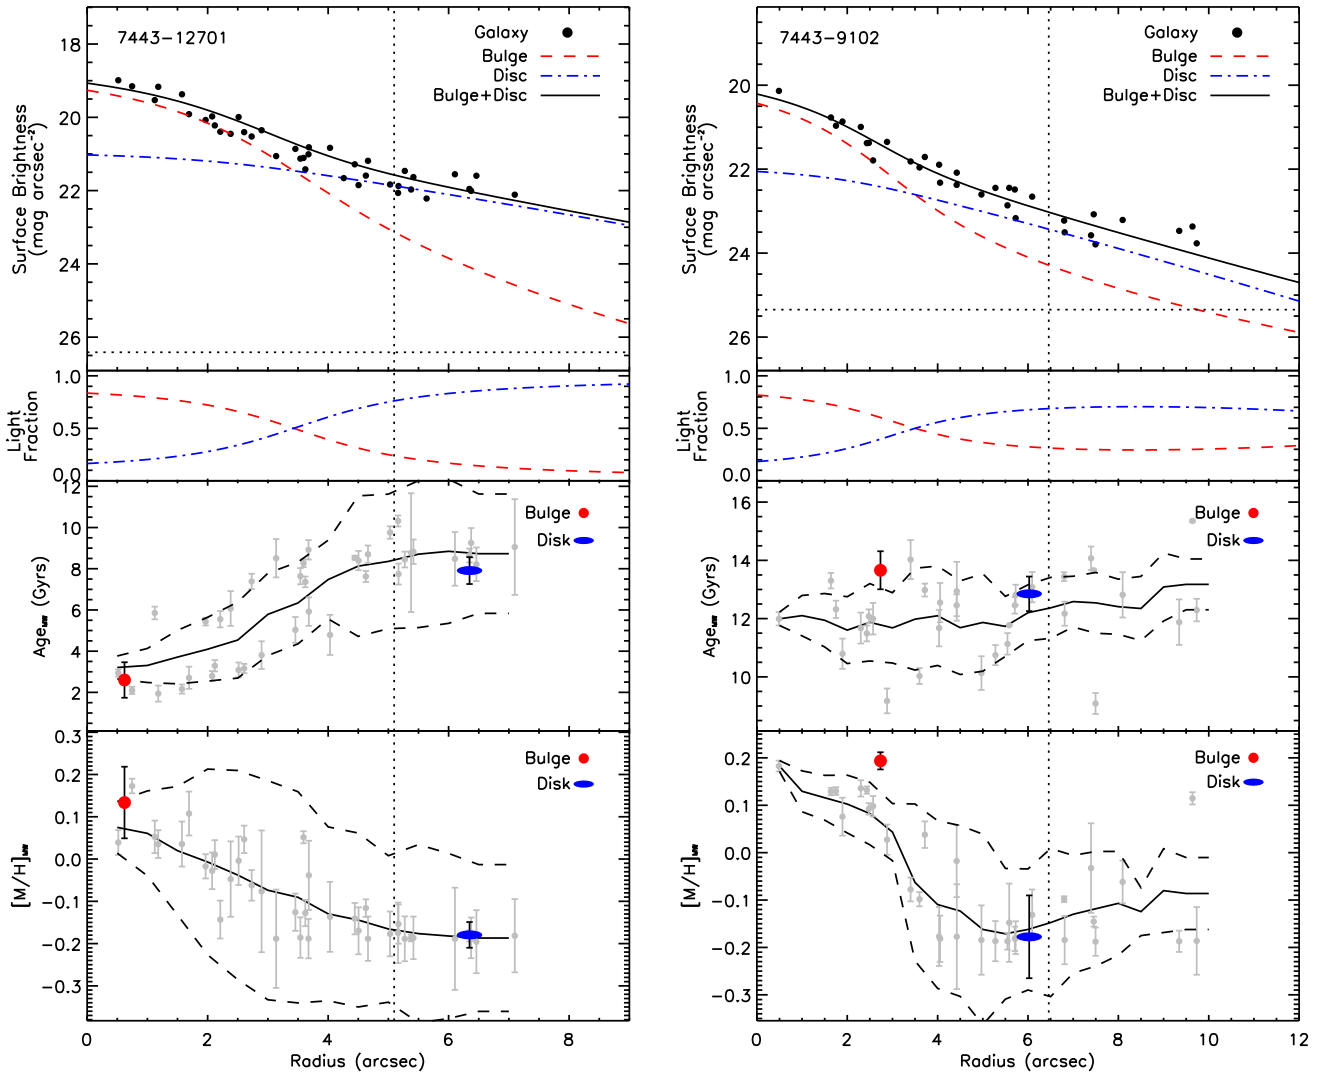 7443-12701
Galaxy
Bulge
Disc
Bulge+Disc
18
20
22
24
26
Surface Brightness
(mag arcsec⁻²)
1.0
0.5
0.0
Light
Fraction
12
10
8
6
4
2
Age (Gyrs)
Bulge
Disk
0.3
0.2
0.1
0.0
−0.1
−0.2
−0.3
[M/H]
Bulge
Disk
0 2 4 6 8
Radius (arcsec)
7443-9102
Galaxy
Bulge
Disc
Bulge+Disc
20
22
24
26
Surface Brightness
(mag arcsec⁻²)
1.0
0.5
0.0
Light
Fraction
16
14
12
10
Age (Gyrs)
Bulge
Disk
0.2
0.1
0.0
−0.1
−0.2
−0.3
[M/H]
Bulge
Disk
0 2 4 6 8 10 12
Radius (arcsec)